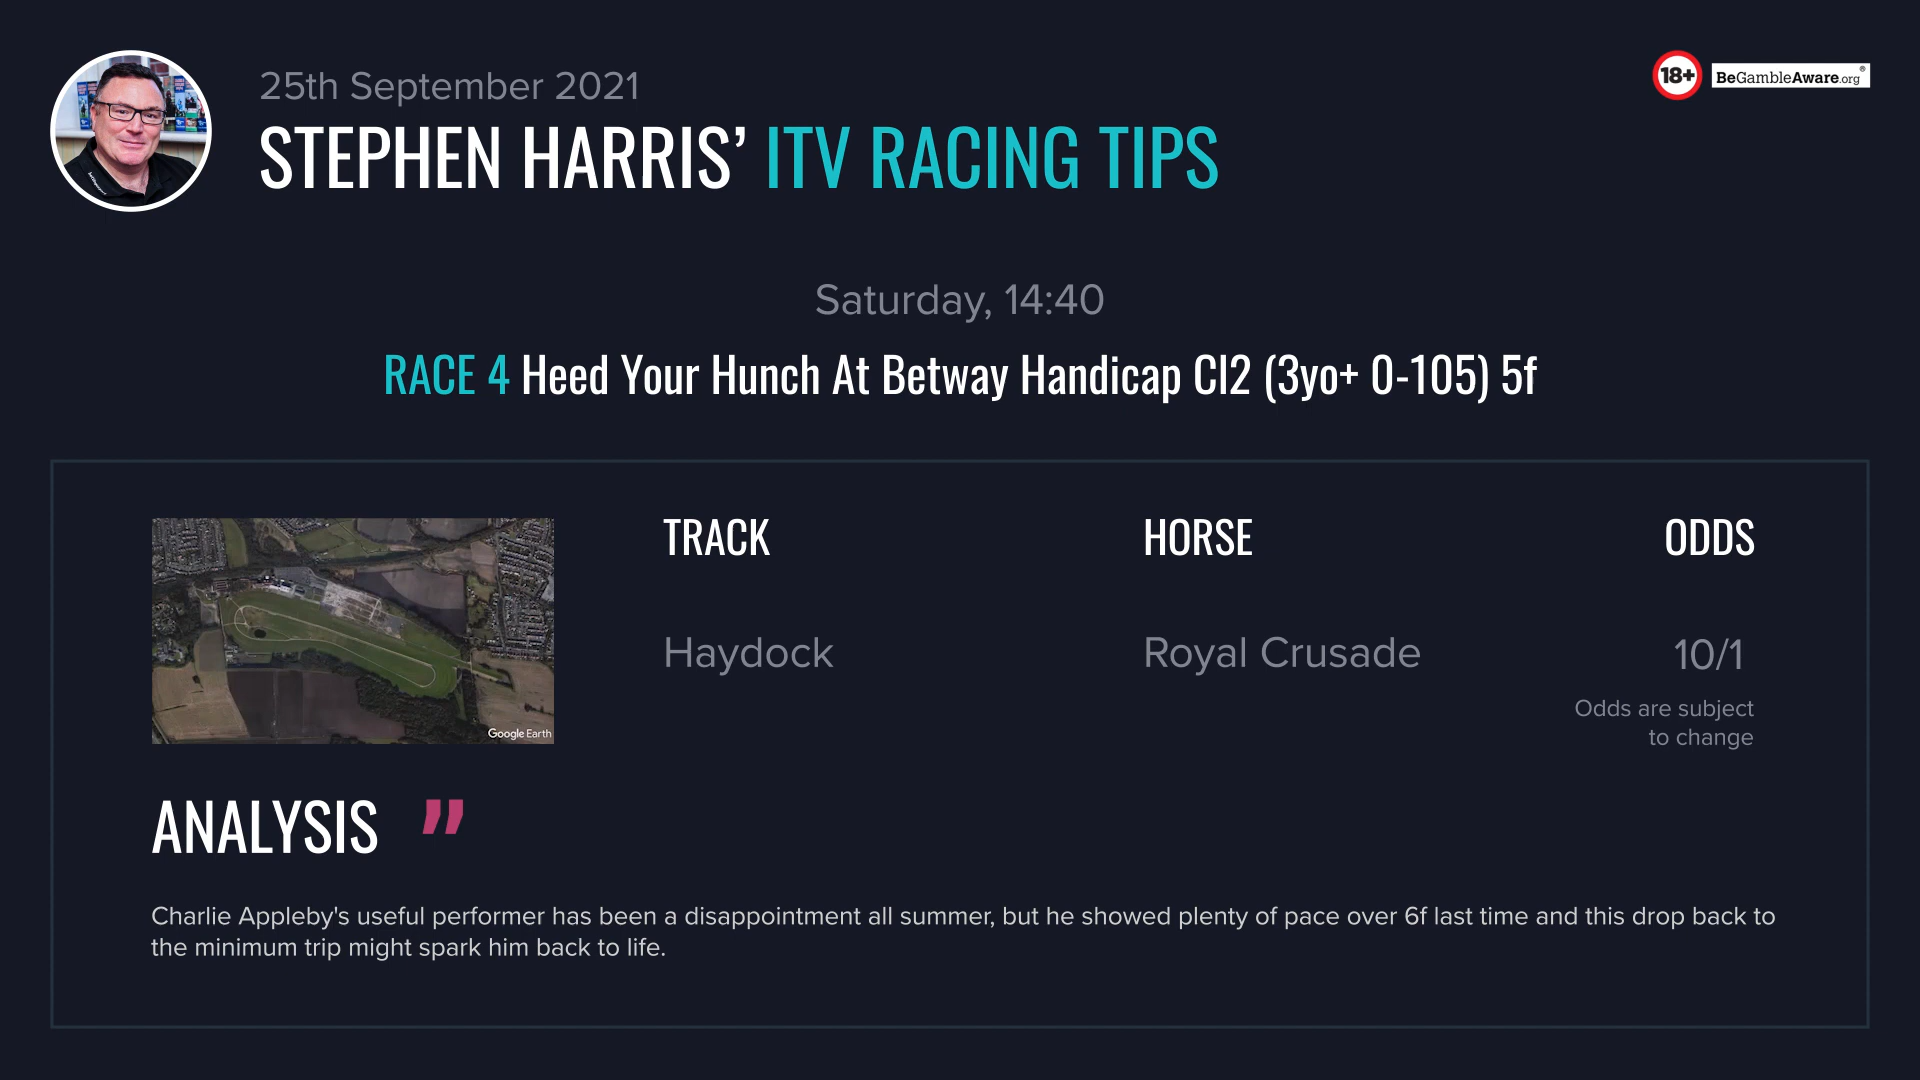 25th September 2021
STEPHEN HARRIS’ ITV RACING TIPS
18+ BeGambleAware.org®
Saturday, 14:40
RACE 4 Heed Your Hunch At Betway Handicap Cl2 (3yo+ 0-105) 5f
TRACK HORSE ODDS
Haydock Royal Crusade 10/1
Odds are subject
to change
Google Earth
ANALYSIS ”
Charlie Appleby's useful performer has been a disappointment all summer, but he showed plenty of pace over 6f last time and this drop back to
the minimum trip might spark him back to life.